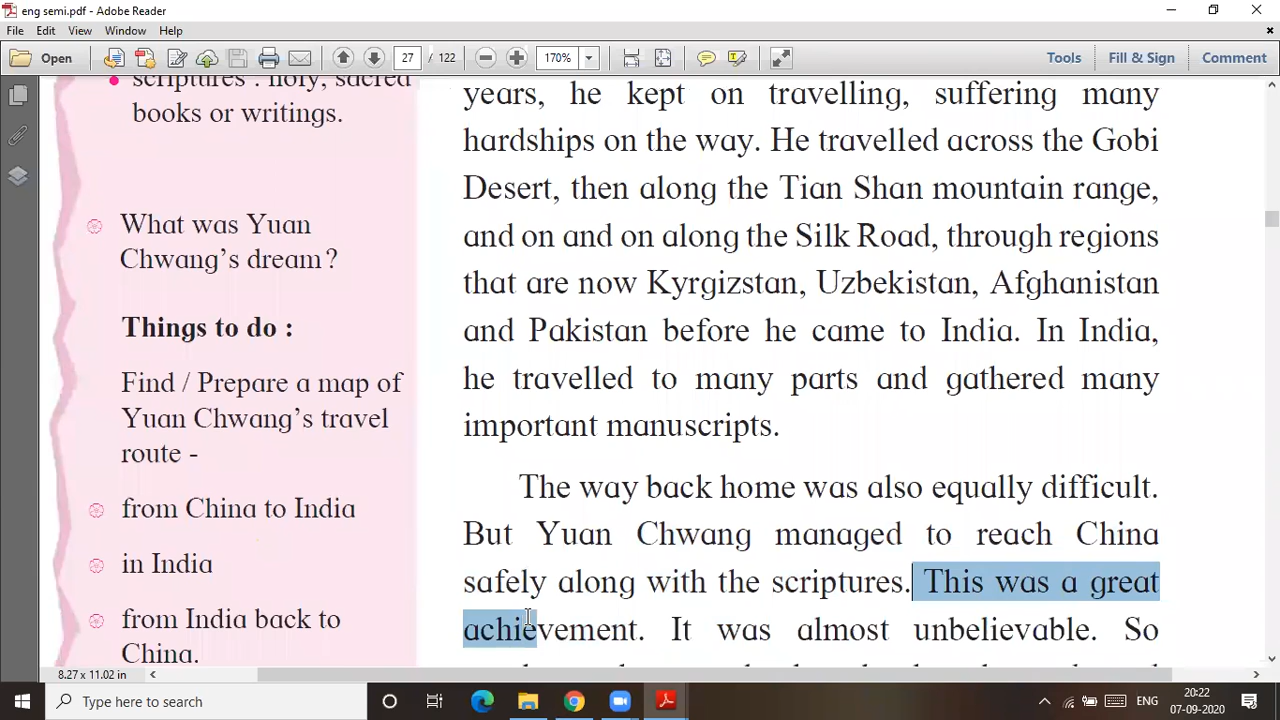 eng semi.pdf - Adobe Reader
File Edit View Window Help
Open 27 / 122 170% Tools Fill & Sign Comment
scriptures : holy, sacred
books or writings.
What was Yuan
Chwang's dream?
Things to do :
Find / Prepare a map of
Yuan Chwang's travel
route -
from China to India
in India
from India back to
China.
years, he kept on travelling, suffering many
hardships on the way. He travelled across the Gobi
Desert, then along the Tian Shan mountain range,
and on and on along the Silk Road, through regions
that are now Kyrgizstan, Uzbekistan, Afghanistan
and Pakistan before he came to India. In India,
he travelled to many parts and gathered many
important manuscripts.
The way back home was also equally difficult.
But Yuan Chwang managed to reach China
safely along with the scriptures. This was a great
achievement. It was almost unbelievable. So
8.27 x 11.02 in
Type here to search
ENG
20:22
07-09-2020